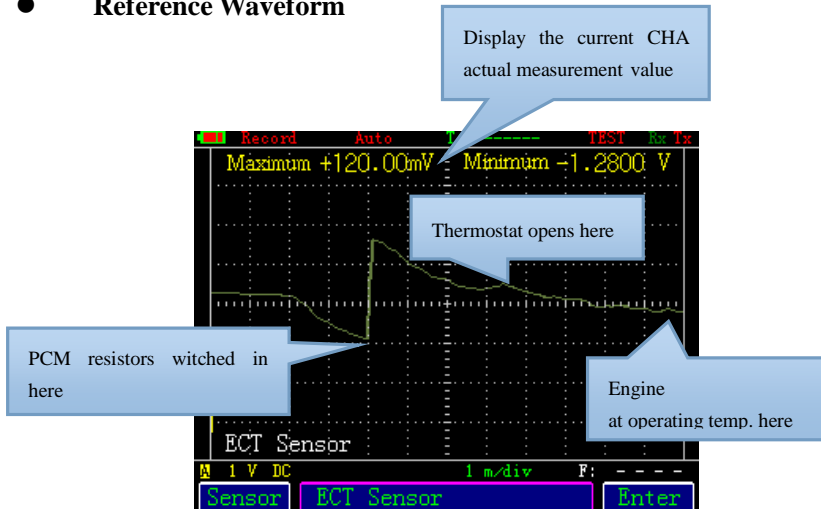 ● Reference Waveform
Display the current CHA
actual measurement value
Record Auto T TEST Rx Tx
Maximum +120.00mV Minimum -1.2800 V
Thermostat opens here
PCM resistors witched in
here
Engine
at operating temp. here
ECT Sensor
A 1 V DC 1 m/div F: - - - -
Sensor ECT Sensor Enter